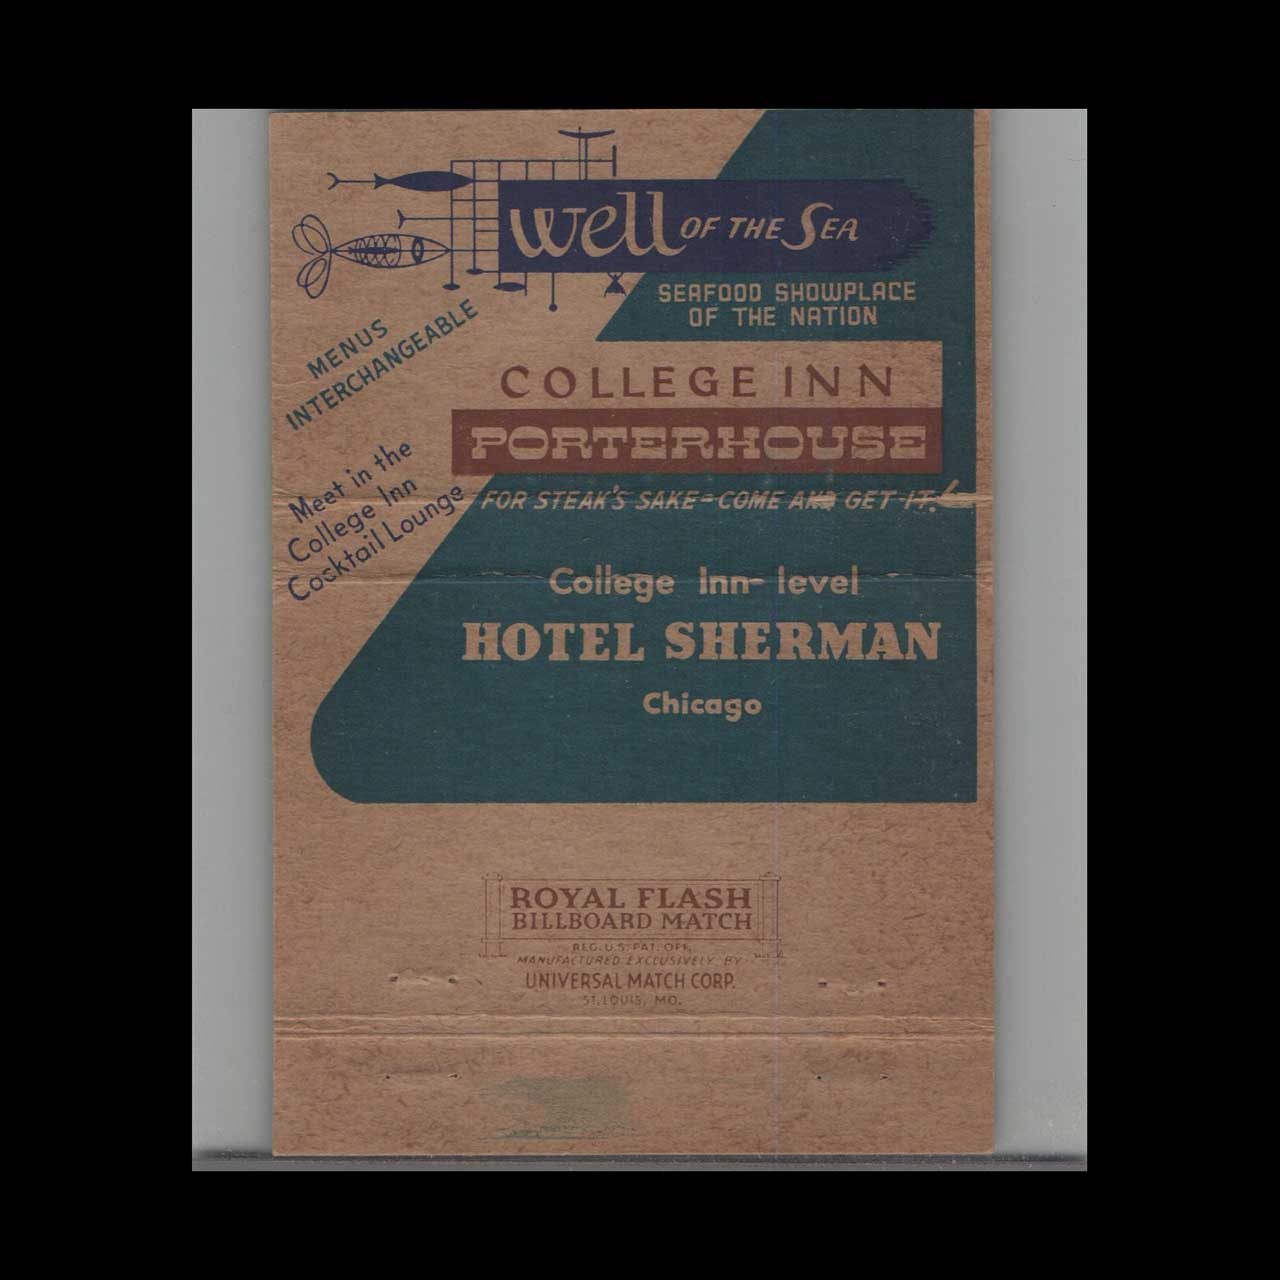 Well OF THE SEA
SEAFOOD SHOWPLACE
OF THE NATION
MENUS
INTERCHANGEABLE
COLLEGE INN
PORTERHOUSE
FOR STEAK'S SAKE-COME AND GET IT!
Meet in the
College Inn
Cocktail Lounge
College Inn level
HOTEL SHERMAN
Chicago
ROYAL FLASH
BILLBOARD MATCH
REG. U.S. PAT. OFF.
MANUFACTURED EXCLUSIVELY BY
UNIVERSAL MATCH CORP.
ST. LOUIS, MO.